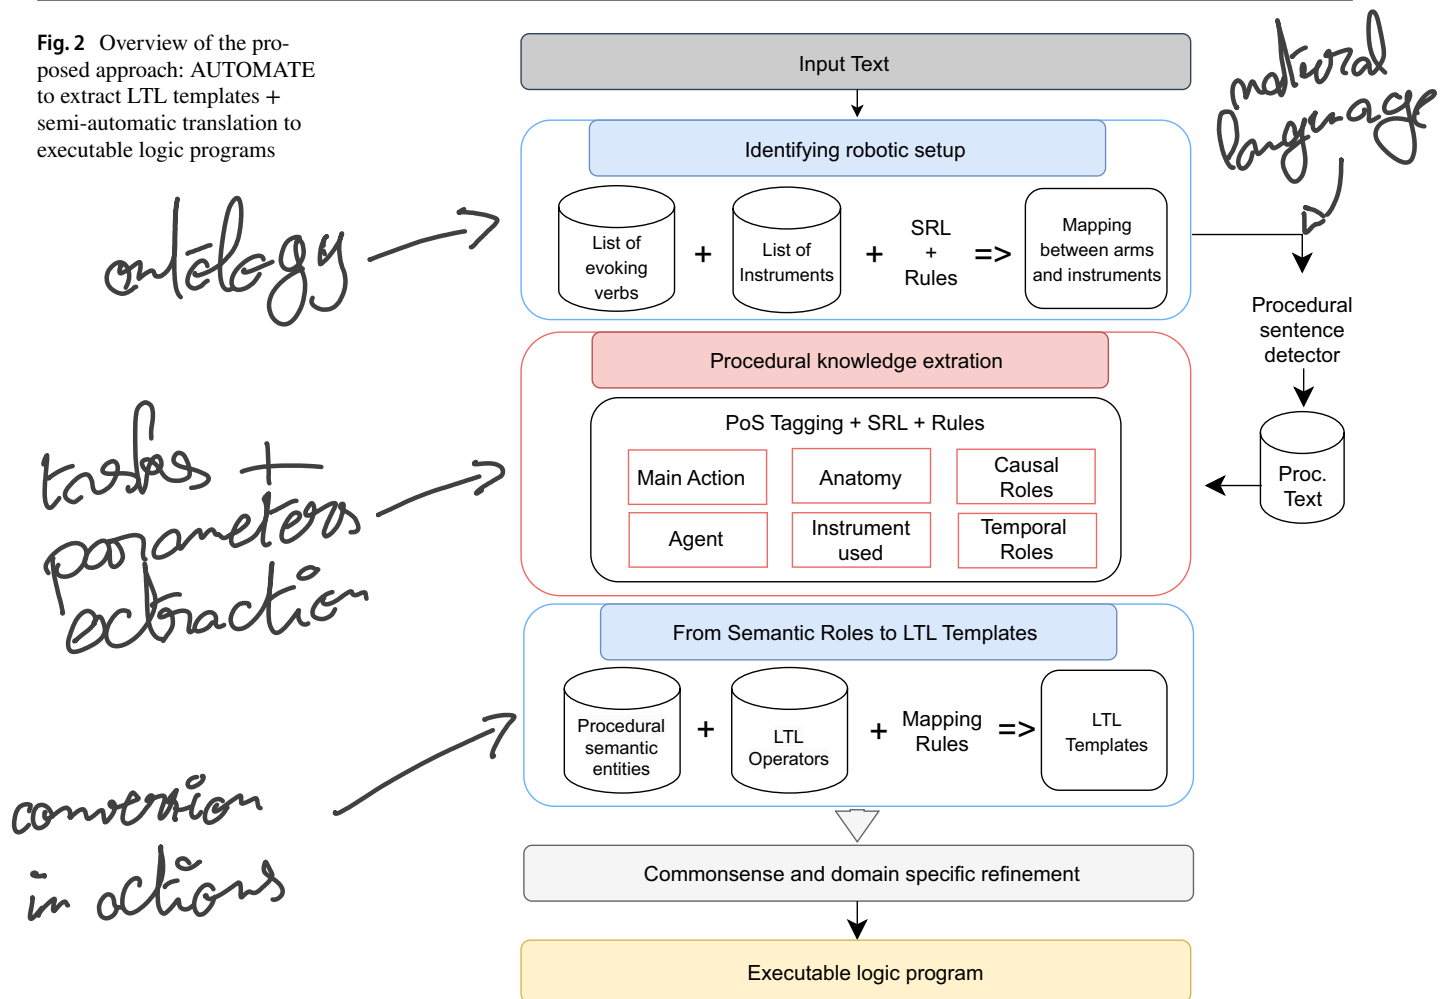 Fig. 2 Overview of the pro-
posed approach: AUTOMATE
to extract LTL templates +
semi-automatic translation to
executable logic programs
Input Text
natural
language
Identifying robotic setup
ontology
List of
evoking
verbs
+
List of
Instruments
+
SRL
+
Rules
=>
Mapping
between arms
and instruments
Procedural
sentence
detector
Procedural knowledge extration
tasks +
parameters
extraction
PoS Tagging + SRL + Rules
Main Action
Anatomy
Causal
Roles
Agent
Instrument
used
Temporal
Roles
Proc.
Text
From Semantic Roles to LTL Templates
conversion
in actions
Procedural
semantic
entities
+
LTL
Operators
+
Mapping
Rules
=>
LTL
Templates
Commonsense and domain specific refinement
Executable logic program